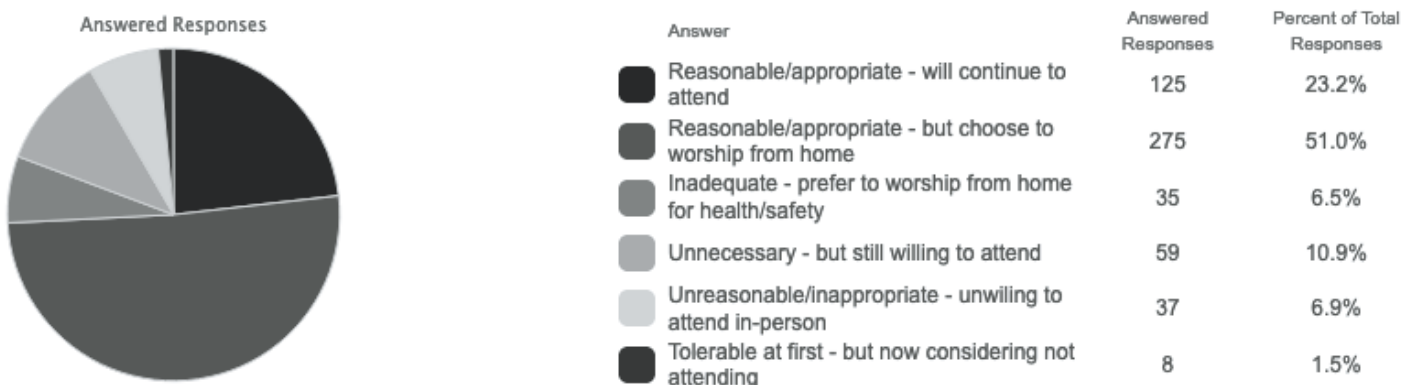 Answered Responses
Answer
Answered
Responses
Percent of Total
Responses
Reasonable/appropriate - will continue to
attend
125
23.2%
Reasonable/appropriate - but choose to
worship from home
275
51.0%
Inadequate - prefer to worship from home
for health/safety
35
6.5%
Unnecessary - but still willing to attend
59
10.9%
Unreasonable/inappropriate - unwiling to
attend in-person
37
6.9%
Tolerable at first - but now considering not
attending
8
1.5%